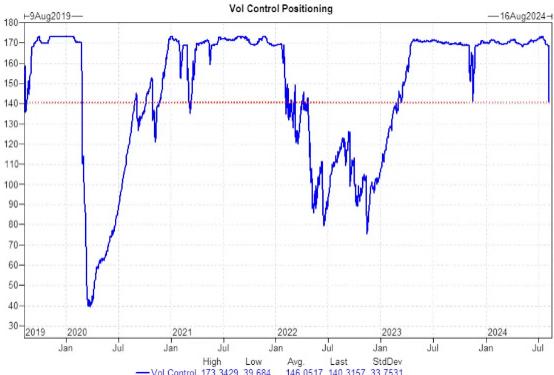 Vol Control Positioning
9Aug2019
16Aug2024
180
170
160
150
140
130
120
110
100
90
80
70
60
50
40
30
2019 2020 2021 2022 2023 2024
Jan Jul Jan Jul Jan Jul Jan Jul Jan Jul
High Low Avg. Last StdDev
Vol Control 173.3429 39.684 146.0517 140.3157 33.7531